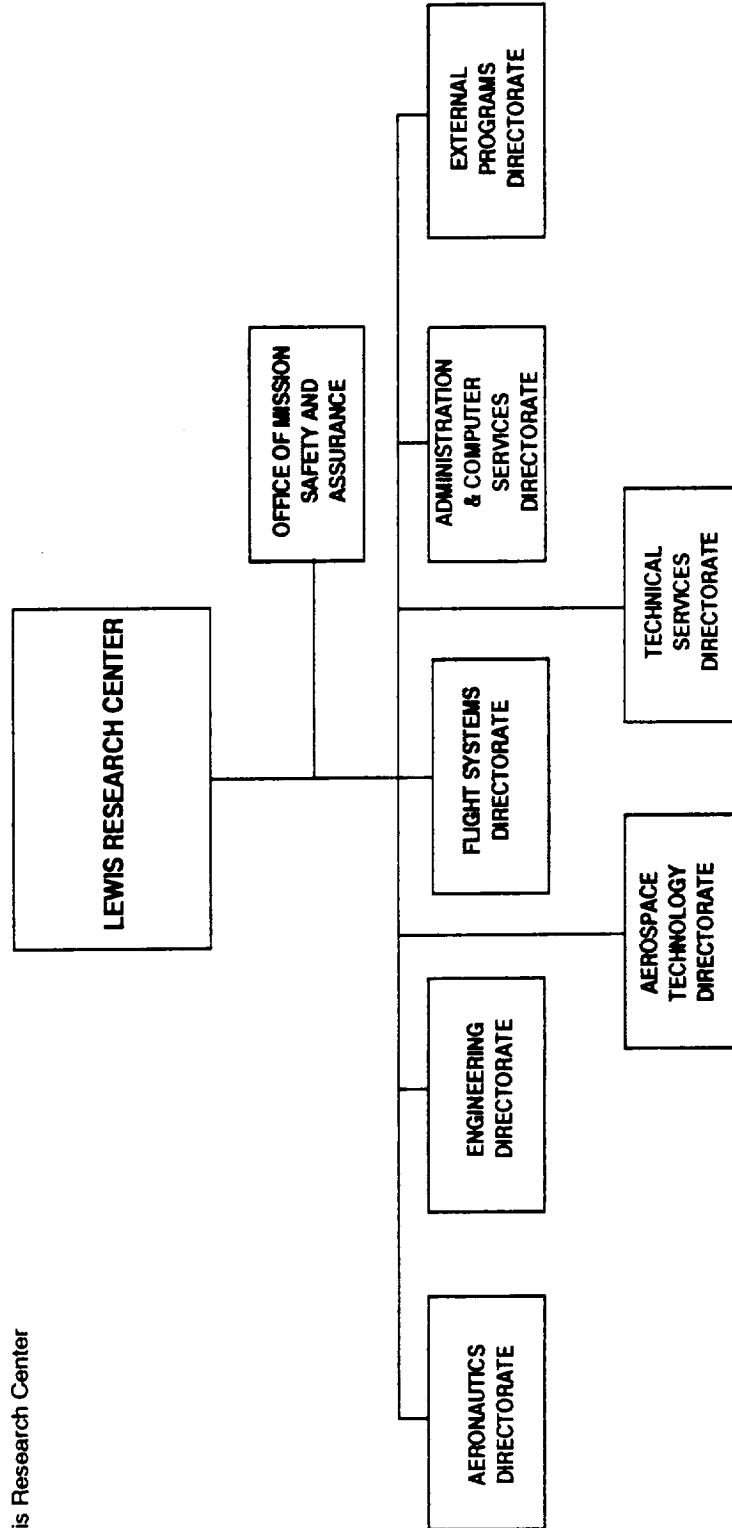 is Research Center
LEWIS RESEARCH CENTER
OFFICE OF MISSION
SAFETY AND
ASSURANCE
AERONAUTICS
DIRECTORATE
ENGINEERING
DIRECTORATE
FLIGHT SYSTEMS
DIRECTORATE
ADMINISTRATION
& COMPUTER
SERVICES
DIRECTORATE
EXTERNAL
PROGRAMS
DIRECTORATE
AEROSPACE
TECHNOLOGY
DIRECTORATE
TECHNICAL
SERVICES
DIRECTORATE